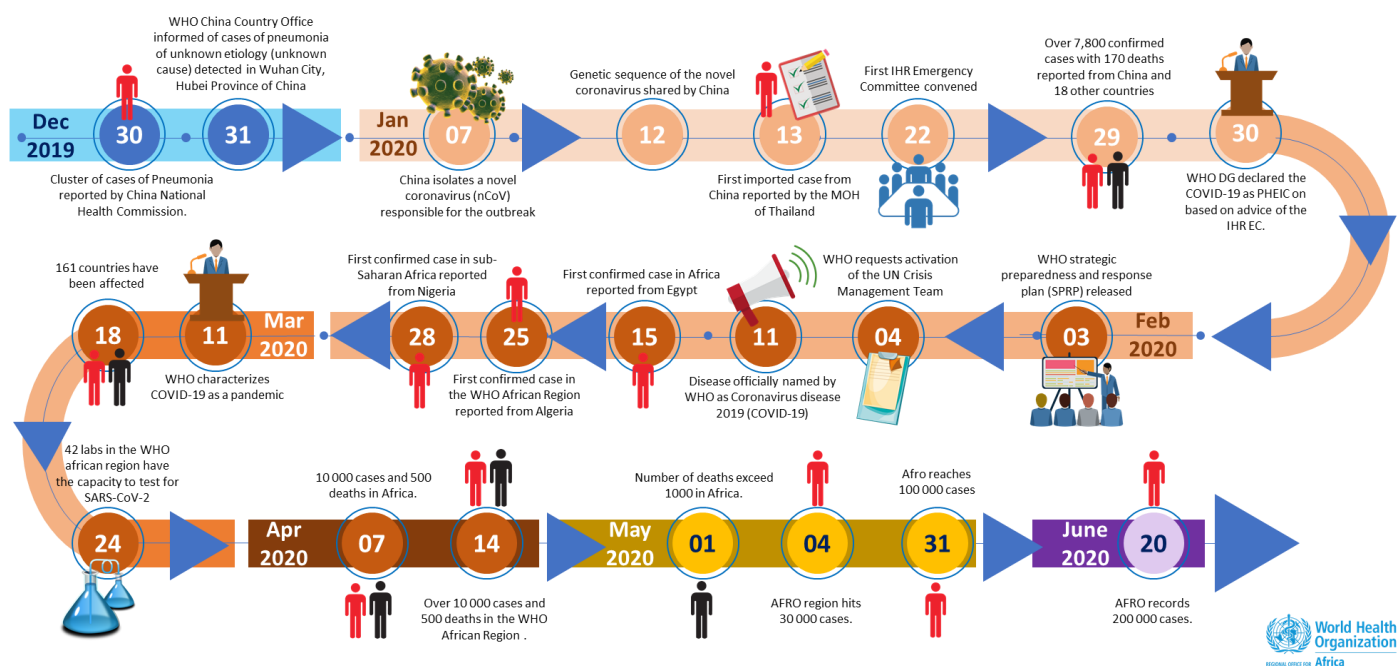 WHO China Country Office
informed of cases of pneumonia
of unknown etiology (unknown
cause) detected in Wuhan City,
Hubei Province of China
Dec
2019
30
31
Cluster of cases of Pneumonia
reported by China National
Health Commission.
Jan
2020
07
China isolates a novel
coronavirus (nCoV)
responsible for the outbreak
Genetic sequence of the novel
coronavirus shared by China
12
13
First imported case from
China reported by the MOH
of Thailand
First IHR Emergency
Committee convened
22
Over 7,800 confirmed
cases with 170 deaths
reported from China and
18 other countries
29
30
WHO DG declared the
COVID-19 as PHEIC on
based on advice of the
IHR EC.
WHO strategic
preparedness and response
plan (SPRP) released
Feb
2020
03
WHO requests activation
of the UN Crisis
Management Team
04
11
Disease officially named by
WHO as Coronavirus disease
2019 (COVID-19)
First confirmed case in Africa
reported from Egypt
15
25
First confirmed case in
the WHO African Region
reported from Algeria
First confirmed case in sub-
Saharan Africa reported
from Nigeria
28
Mar
2020
11
WHO characterizes
COVID-19 as a pandemic
161 countries have
been affected
18
42 labs in the WHO
african region have
the capacity to test for
SARS-CoV-2
24
Apr
2020
10 000 cases and 500
deaths in Africa.
07
14
Over 10 000 cases and
500 deaths in the WHO
African Region .
May
2020
Number of deaths exceed
1000 in Africa.
01
04
AFRO region hits
30 000 cases.
Afro reaches
100 000 cases
31
June
2020
20
AFRO records
200 000 cases.
World Health
Organization
REGIONAL OFFICE FOR Africa